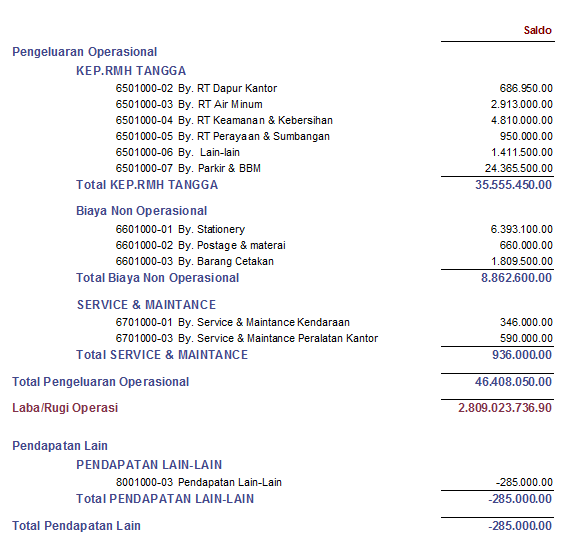 Saldo
Pengeluaran Operasional
KEP.RMH TANGGA
6501000-02 By. RT Dapur Kantor 686.950.00
6501000-03 By. RT Air Minum 2.913.000.00
6501000-04 By. RT Keamanan & Kebersihan 4.810.000.00
6501000-05 By. RT Perayaan & Sumbangan 950.000.00
6501000-06 By. Lain-lain 1.411.500.00
6501000-07 By. Parkir & BBM 24.365.500.00
Total KEP.RMH TANGGA 35.555.450.00
Biaya Non Operasional
6601000-01 By. Stationery 6.393.100.00
6601000-02 By. Postage & materai 660.000.00
6601000-03 By. Barang Cetakan 1.809.500.00
Total Biaya Non Operasional 8.862.600.00
SERVICE & MAINTANCE
6701000-01 By. Service & Maintance Kendaraan 346.000.00
6701000-03 By. Service & Maintance Peralatan Kantor 590.000.00
Total SERVICE & MAINTANCE 936.000.00
Total Pengeluaran Operasional 46.408.050.00
Laba/Rugi Operasi 2.809.023.736.90
Pendapatan Lain
PENDAPATAN LAIN-LAIN
8001000-03 Pendapatan Lain-Lain -285.000.00
Total PENDAPATAN LAIN-LAIN -285.000.00
Total Pendapatan Lain -285.000.00